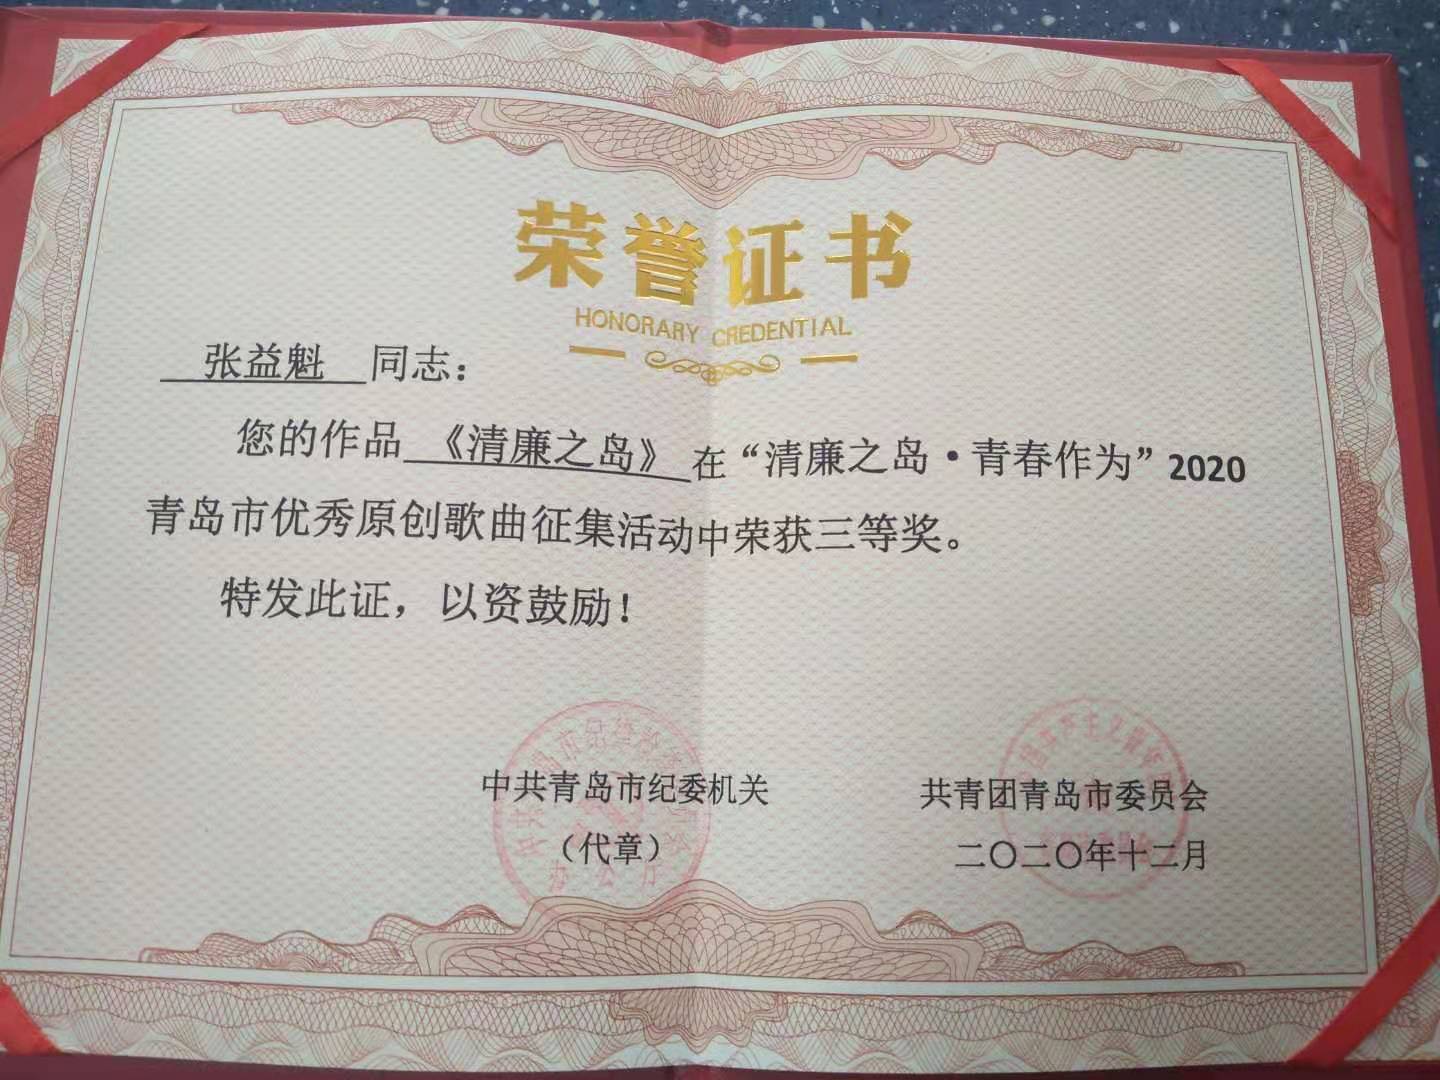 荣誉证书
HONORARY CREDENTIAL
张益魁 同志：
您的作品《清廉之岛》在“清廉之岛·青春作为”2020
青岛市优秀原创歌曲征集活动中荣获三等奖。
特发此证，以资鼓励！
中共青岛市纪委机关
（代章）
共青团青岛市委员会
二〇二〇年十二月